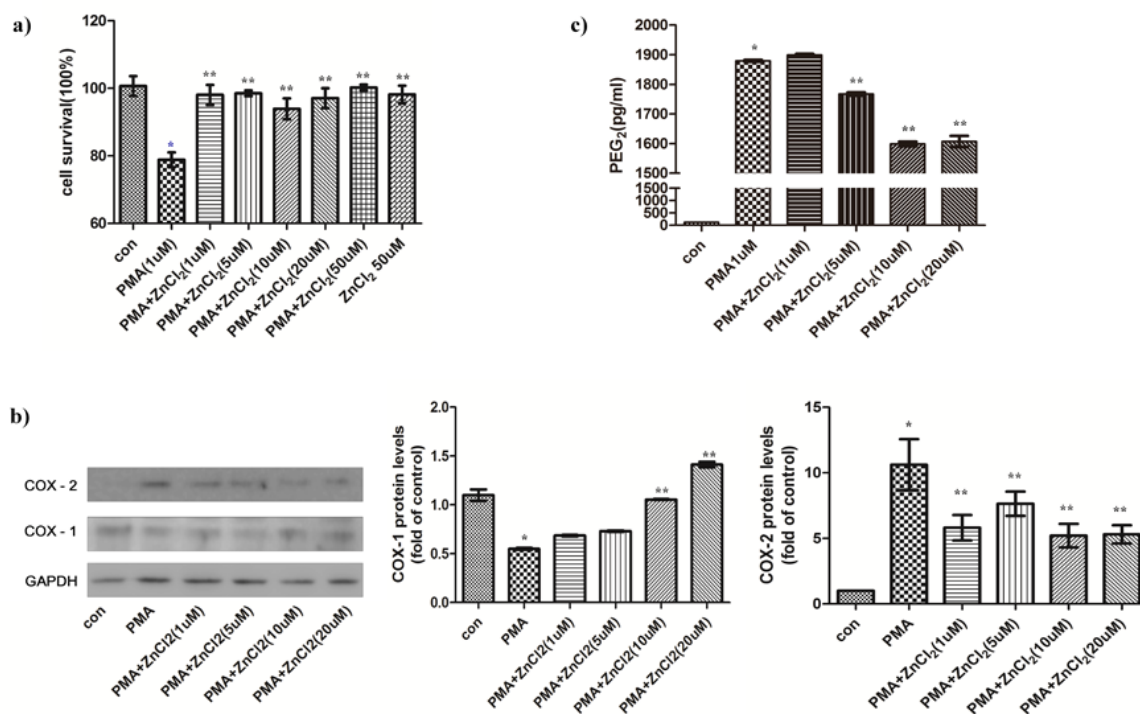 a)
cell survival(100%)
120
100
80
60
*
**
**
**
**
**
**
con
PMA(1uM)
PMA+ZnCl2(1uM)
PMA+ZnCl2(5uM)
PMA+ZnCl2(10uM)
PMA+ZnCl2(20uM)
PMA+ZnCl2(50uM)
ZnCl2 50uM
c)
PEG2(pg/ml)
2000
1900
1800
1700
1600
1500
1500
1000
500
0
*
**
**
**
con
PMA1uM
PMA+ZnCl2(1uM)
PMA+ZnCl2(5uM)
PMA+ZnCl2(10uM)
PMA+ZnCl2(20uM)
b)
COX - 2
COX - 1
GAPDH
con
PMA
PMA+ZnCl2(1uM)
PMA+ZnCl2(5uM)
PMA+ZnCl2(10uM)
PMA+ZnCl2(20uM)
COX-1 protein levels
(fold of control)
2.0
1.5
1.0
0.5
0.0
*
**
**
con
PMA
PMA+ZnCl2(1uM)
PMA+ZnCl2(5uM)
PMA+ZnCl2(10uM)
PMA+ZnCl2(20uM)
COX-2 protein levels
(fold of control)
15
10
5
0
*
**
**
**
**
con
PMA
PMA+ZnCl2(1uM)
PMA+ZnCl2(5uM)
PMA+ZnCl2(10uM)
PMA+ZnCl2(20uM)